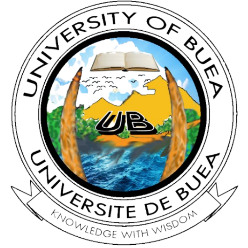 UNIVERSITY OF BUEA
UB
UNIVERSITE DE BUEA
KNOWLEDGE WITH WISDOM